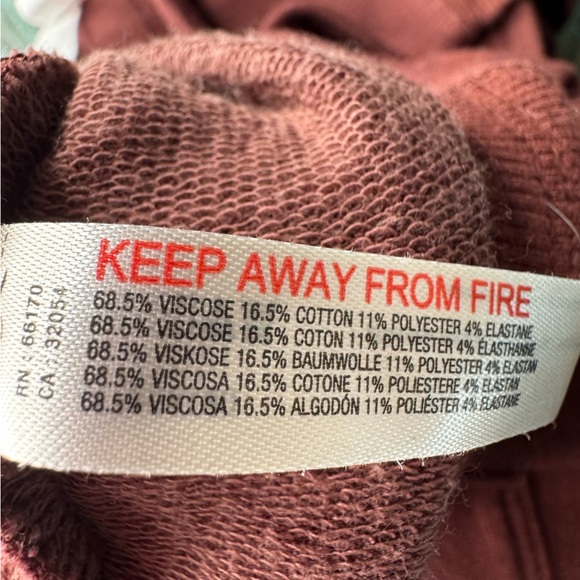 KEEP AWAY FROM FIRE
68.5% VISCOSE 16.5% COTTON 11% POLYESTER 4% ELASTANE
68.5% VISCOSE 16.5% COTON 11% POLYESTER 4% ÉLASTHANNE
68.5% VISKOSE 16.5% BAUMWOLLE 11% POLYESTER 4% ELASTAN
68.5% VISCOSA 16.5% COTONE 11% POLIESTERE 4% ELASTAN
68.5% VISCOSA 16.5% ALGODÓN 11% POLIÉSTER 4% ELASTANE
RN : 66170
CA : 32054